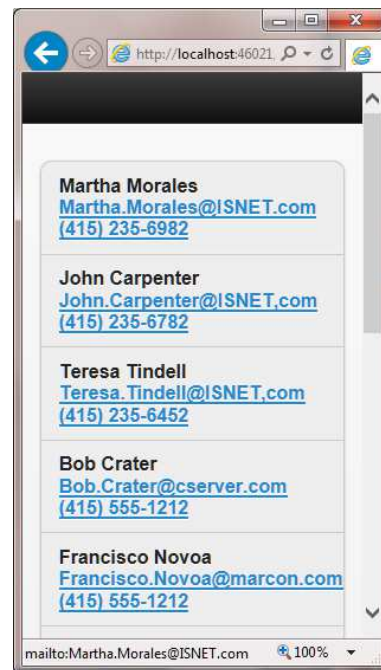 http://localhost:46021
Martha Morales
Martha.Morales@ISNET.com
(415) 235-6982
John Carpenter
John.Carpenter@ISNET,com
(415) 235-6782
Teresa Tindell
Teresa.Tindell@ISNET,com
(415) 235-6452
Bob Crater
Bob.Crater@cserver.com
(415) 555-1212
Francisco Novoa
Francisco.Novoa@marcon.com
(415) 555-1212
mailto:Martha.Morales@ISNET.com 100%